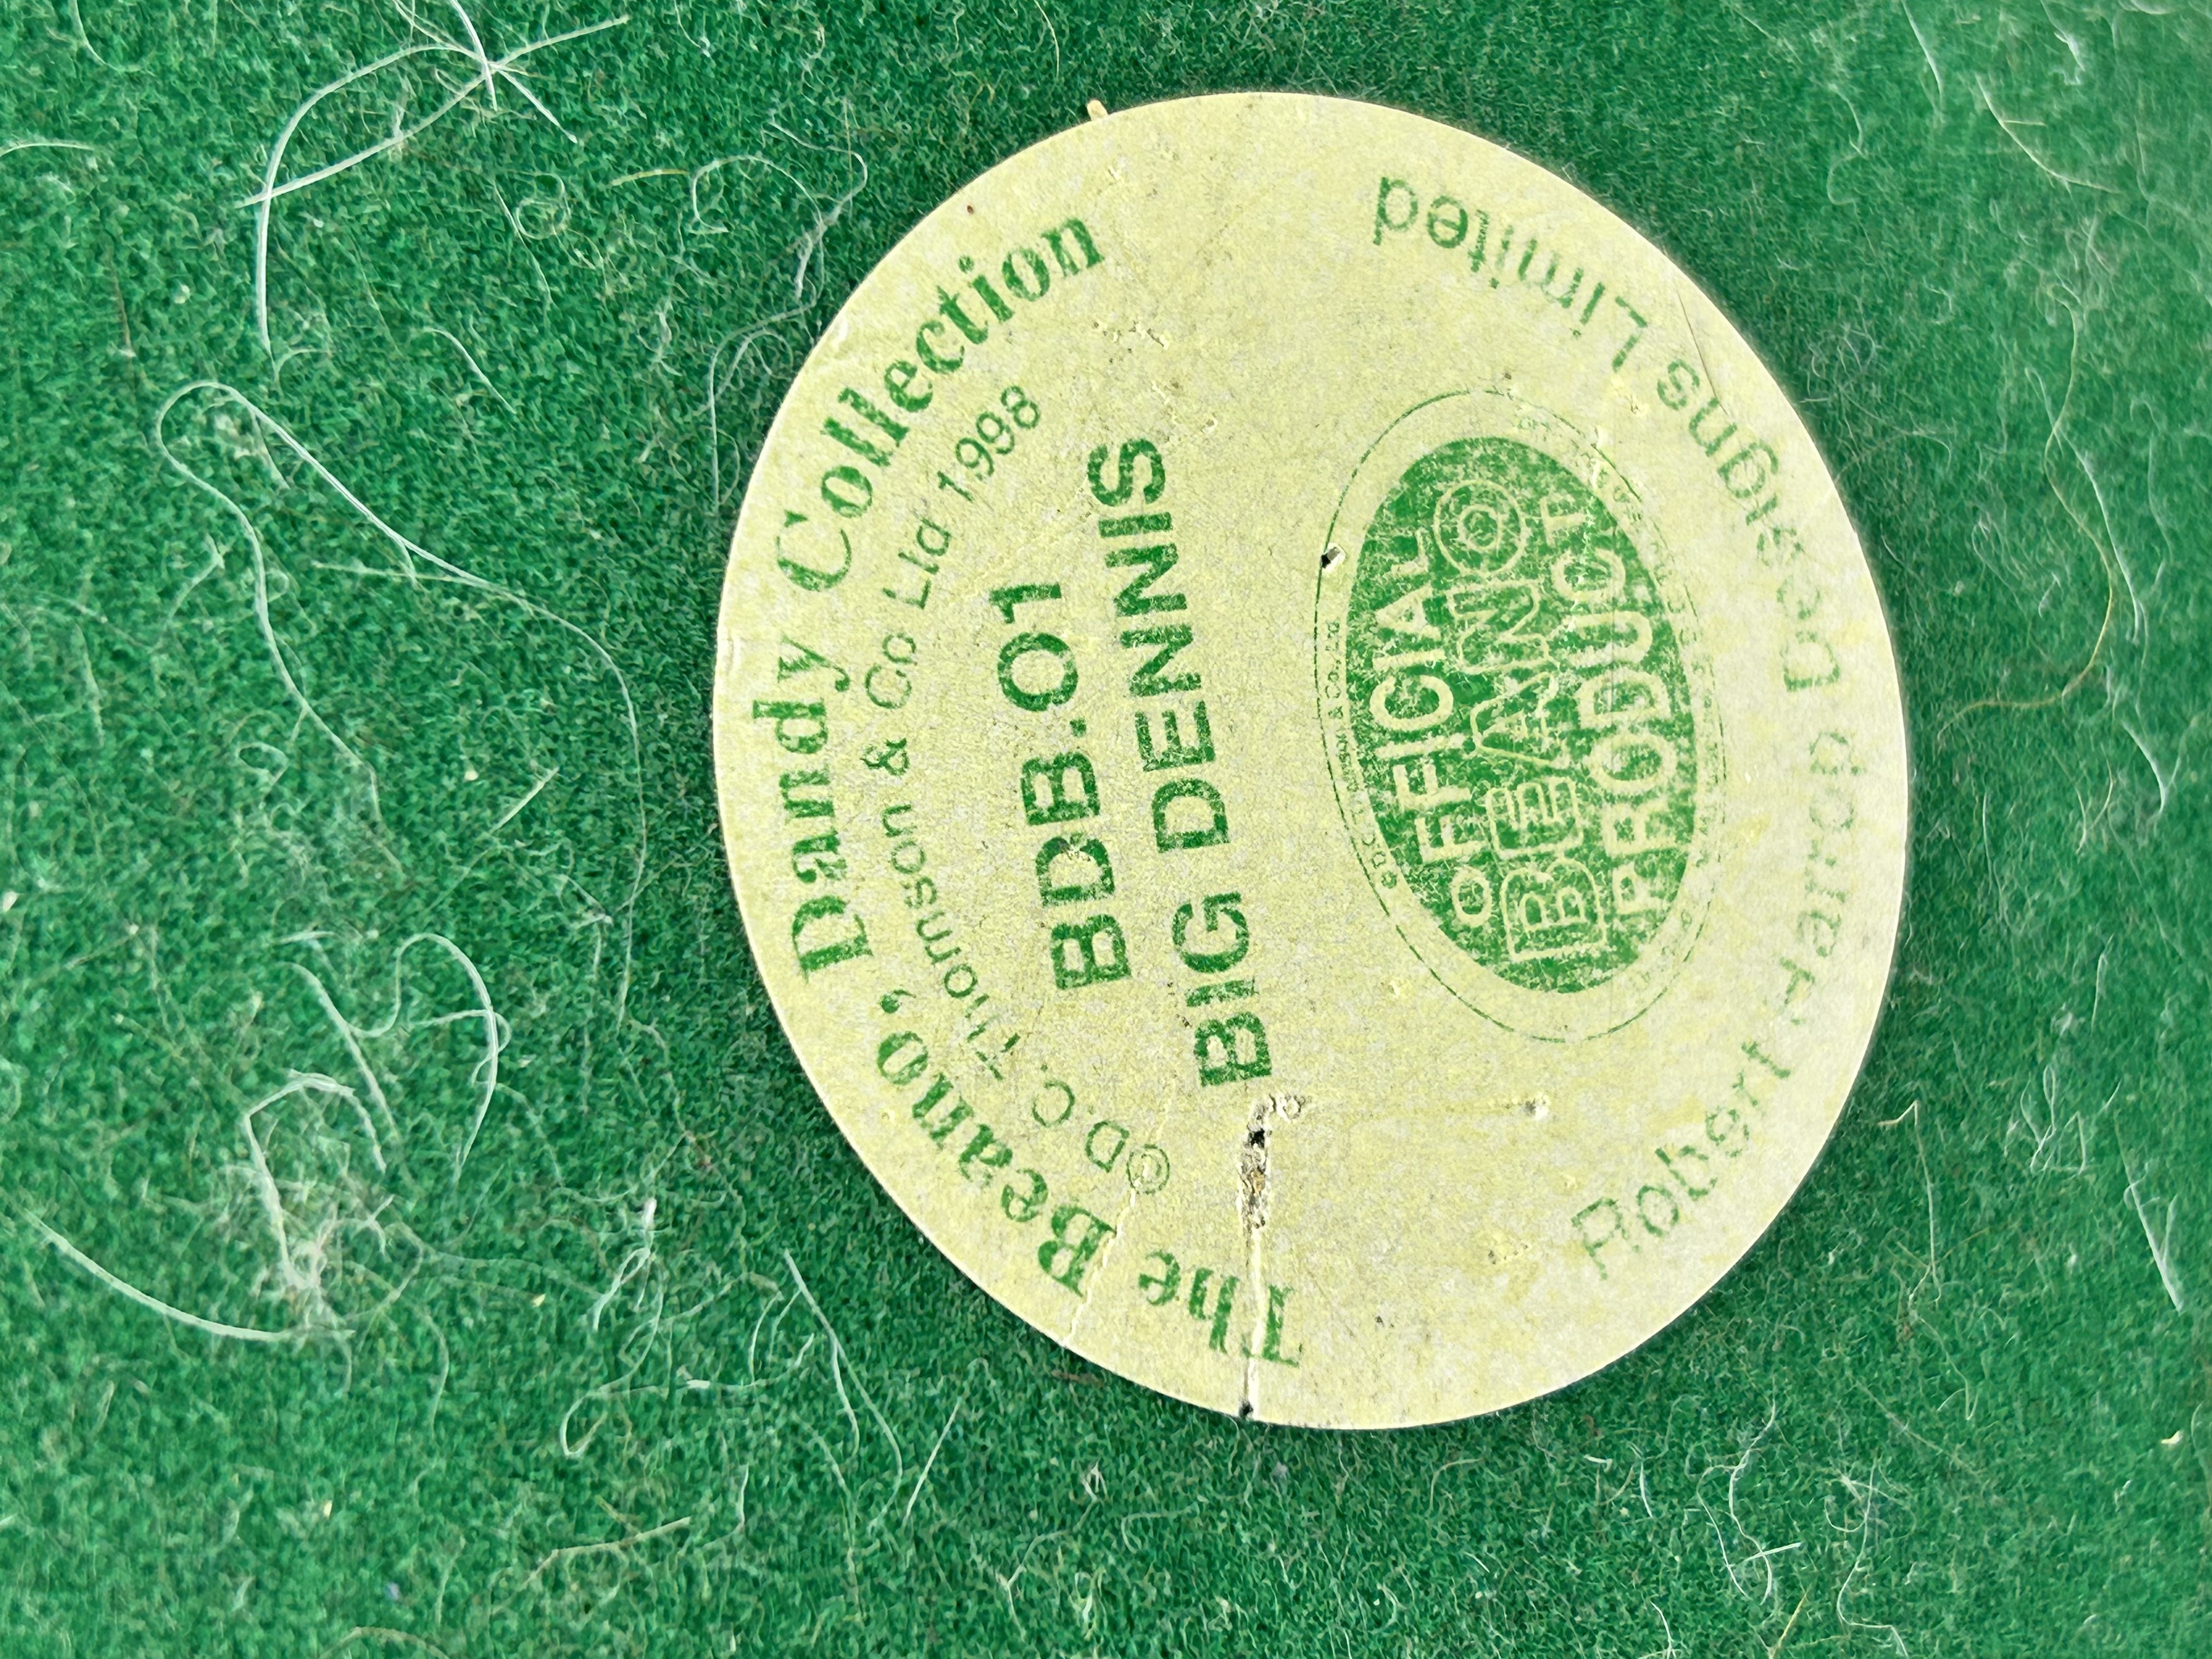 The Beano, Dandy Collection
©D.C. Thomson & Co Ltd 1998
BDB.01
BIG DENNIS
OFFICIAL
BEANO
PRODUCT
Robert Harrop Designs Limited